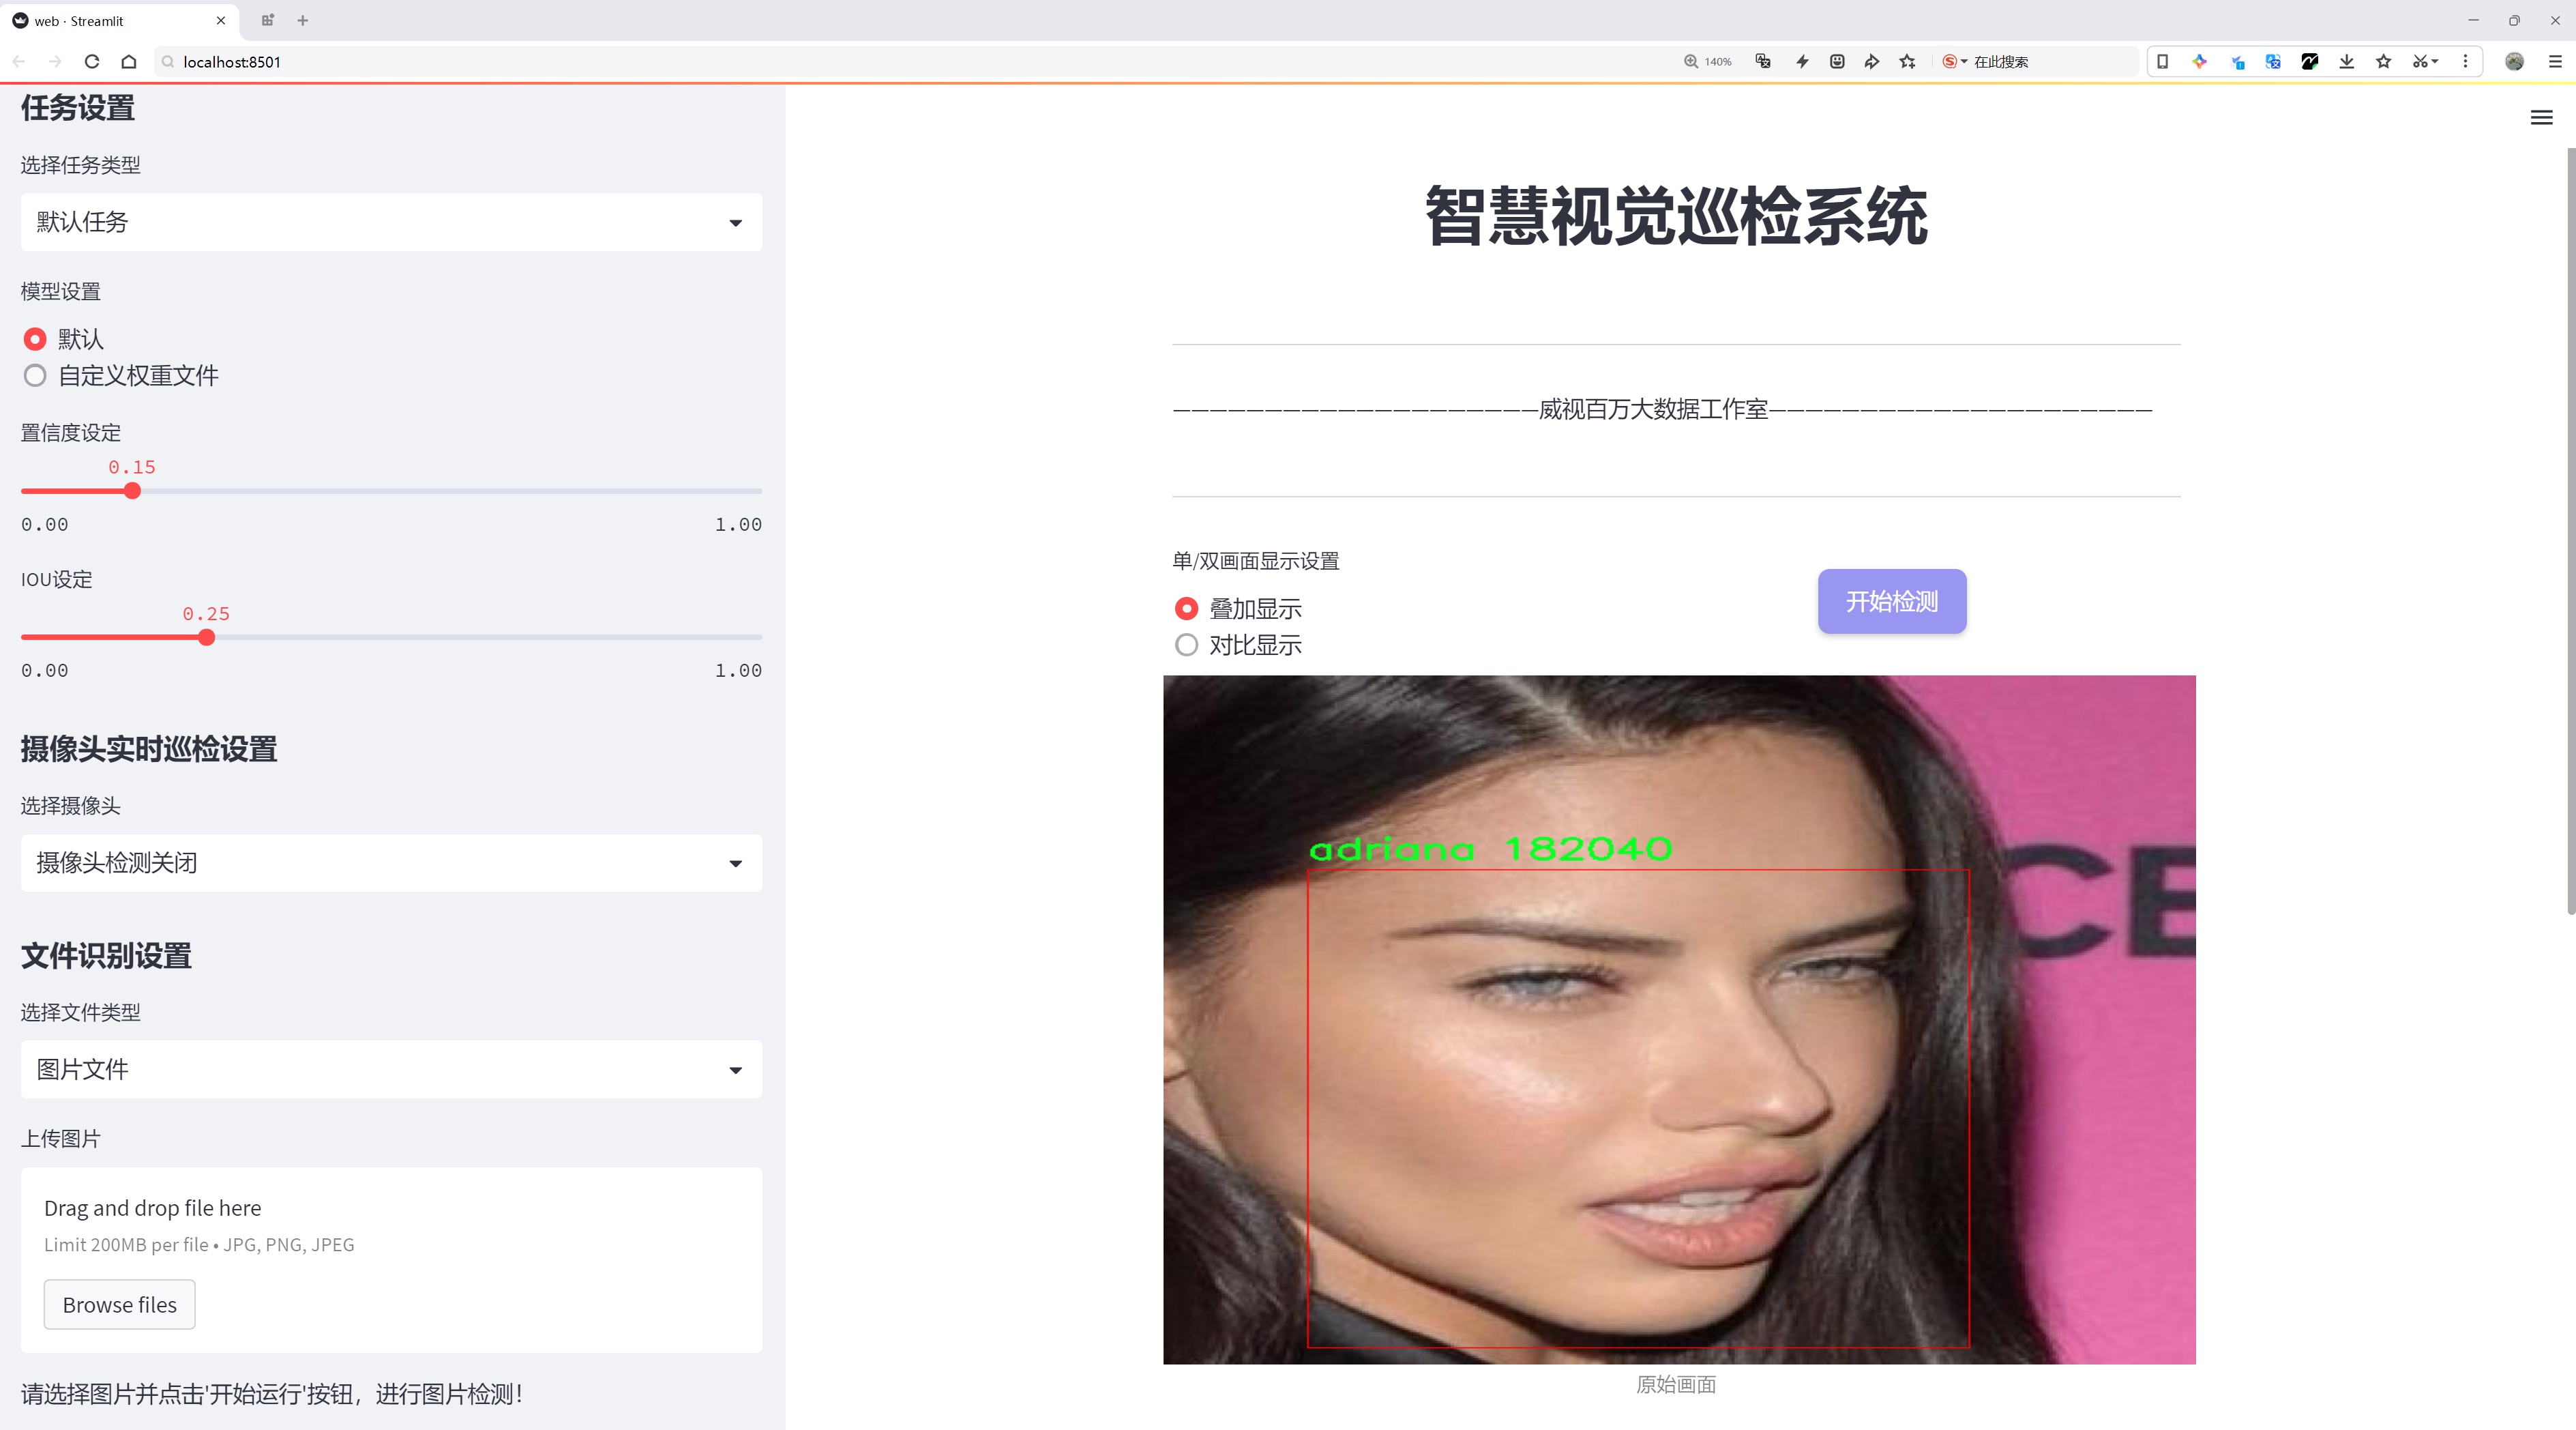 web · Streamlit
localhost:8501
140%
在此搜索
任务设置
选择任务类型
默认任务
模型设置
默认
自定义权重文件
置信度设定
0.15
0.00
1.00
IOU设定
0.25
0.00
1.00
摄像头实时巡检设置
选择摄像头
摄像头检测关闭
文件识别设置
选择文件类型
图片文件
上传图片
Drag and drop file here
Limit 200MB per file • JPG, PNG, JPEG
Browse files
请选择图片并点击'开始运行'按钮，进行图片检测！
智慧视觉巡检系统
—————————————————————威视百万大数据工作室—————————————————————
单/双画面显示设置
叠加显示
对比显示
开始检测
adriana 182040
CE
原始画面